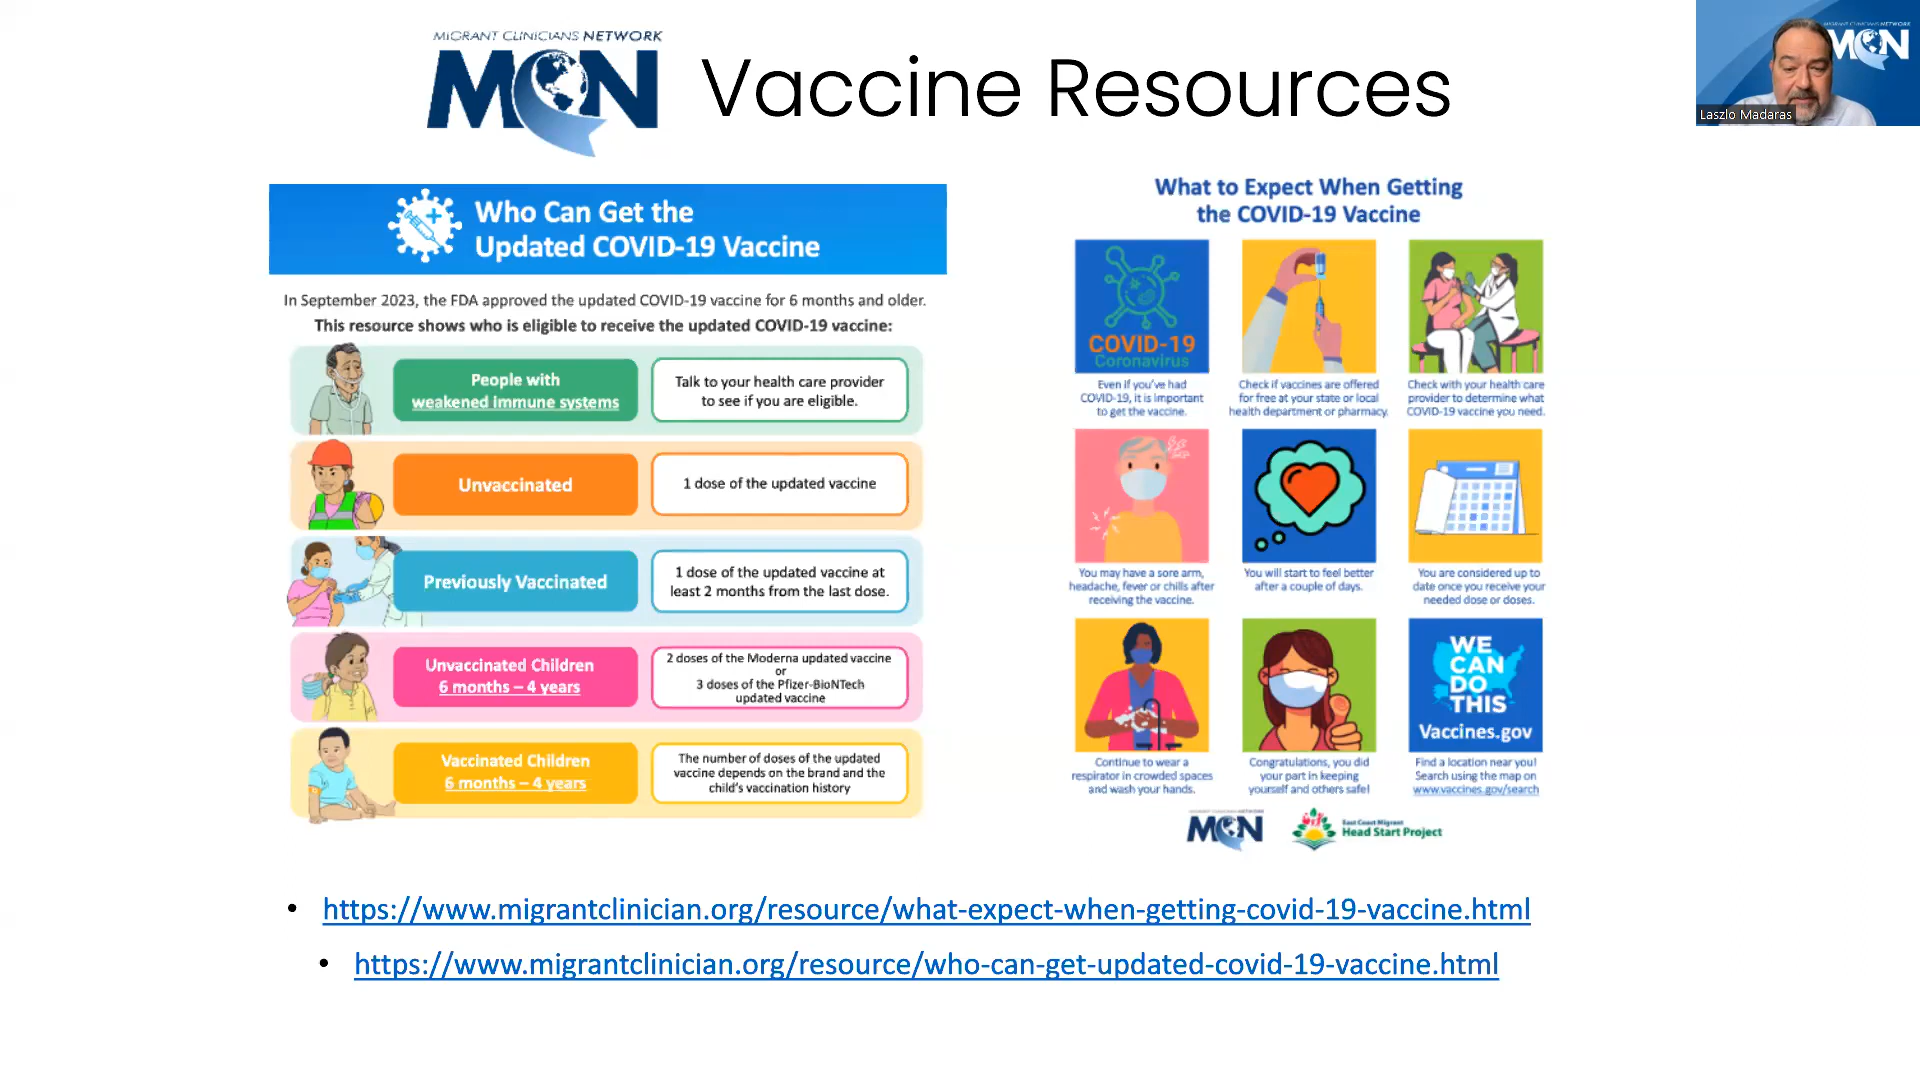 MIGRANT CLINICIANS NETWORK
MCN
Vaccine Resources
MIGRANT CLINICIANS NETWORK
MCN
Laszlo Madaras
Who Can Get the
Updated COVID-19 Vaccine
In September 2023, the FDA approved the updated COVID-19 vaccine for 6 months and older.
This resource shows who is eligible to receive the updated COVID-19 vaccine:
People with
weakened immune systems
Talk to your health care provider
to see if you are eligible.
Unvaccinated
1 dose of the updated vaccine
Previously Vaccinated
1 dose of the updated vaccine at
least 2 months from the last dose.
Unvaccinated Children
6 months – 4 years
2 doses of the Moderna updated vaccine
or
3 doses of the Pfizer-BioNTech
updated vaccine
Vaccinated Children
6 months – 4 years
The number of doses of the updated
vaccine depends on the brand and the
child's vaccination history
What to Expect When Getting
the COVID-19 Vaccine
COVID-19
Coronavirus
Even if you've had
COVID-19, it is important
to get the vaccine.
Check if vaccines are offered
for free at your state or local
health department or pharmacy.
Check with your health care
provider to determine what
COVID-19 vaccine you need.
You may have a sore arm,
headache, fever or chills after
receiving the vaccine.
You will start to feel better
after a couple of days.
You are considered up to
date once you receive your
needed dose or doses.
WE
CAN
DO
THIS
Vaccines.gov
Continue to wear a
respirator in crowded spaces
and wash your hands.
Congratulations, you did
your part in keeping
yourself and others safe!
Find a location near you!
Search using the map on
www.vaccines.gov/search
MIGRANT CLINICIANS NETWORK
MCN
East Coast Migrant
Head Start Project
• https://www.migrantclinician.org/resource/what-expect-when-getting-covid-19-vaccine.html
• https://www.migrantclinician.org/resource/who-can-get-updated-covid-19-vaccine.html